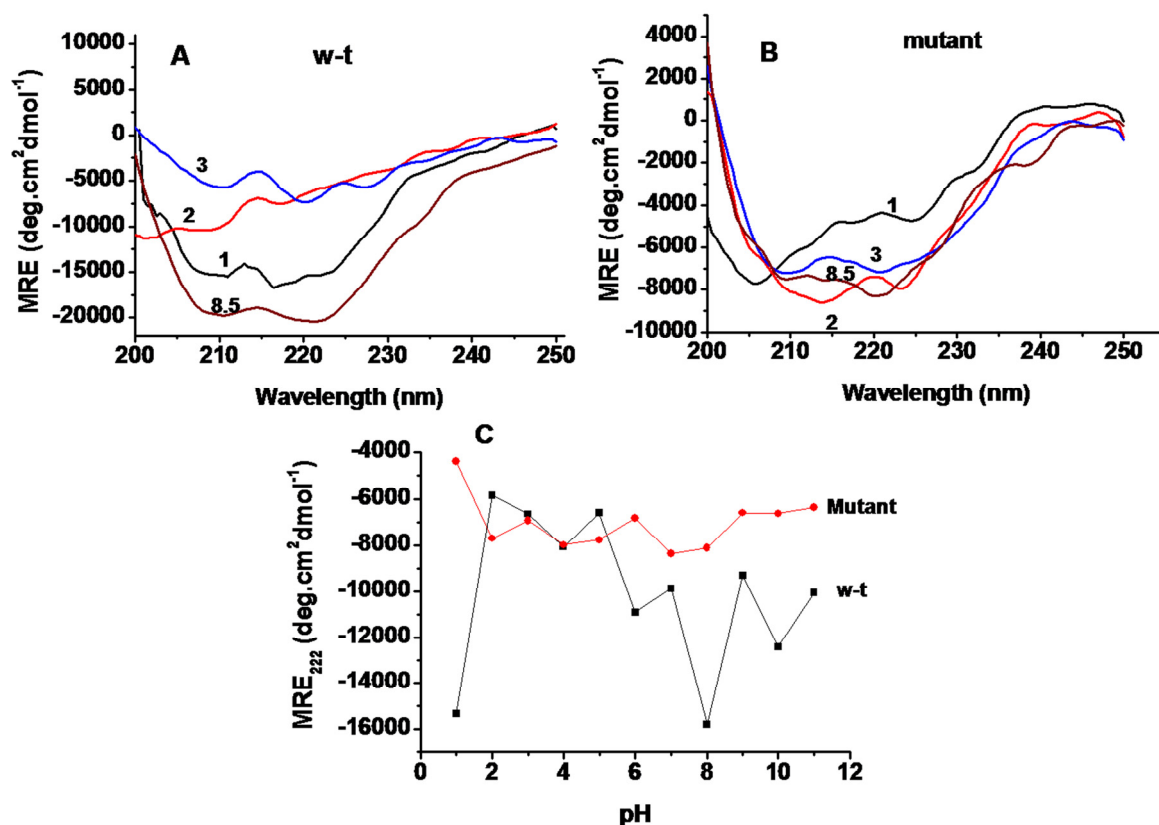 A
w-t
MRE (deg.cm²dmol⁻¹)
10000
5000
0
-5000
-10000
-15000
-20000
3
2
1
8.5
200 210 220 230 240 250
Wavelength (nm)
B
mutant
MRE (deg.cm²dmol⁻¹)
4000
2000
0
-2000
-4000
-6000
-8000
-10000
1
3
8.5
2
200 210 220 230 240 250
Wavelength (nm)
C
MRE₂₂₂ (deg.cm²dmol⁻¹)
-4000
-6000
-8000
-10000
-12000
-14000
-16000
Mutant
w-t
0 2 4 6 8 10 12
pH